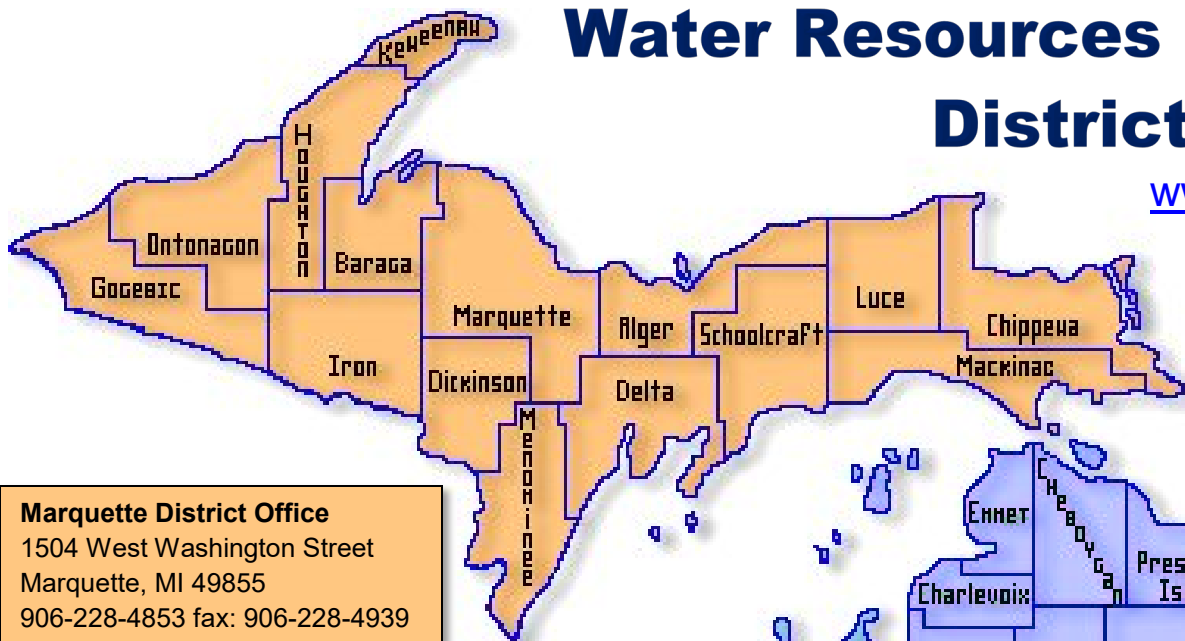 Water Resources
District
Keweenaw
Houghton
Ontonagon
Baraga
Gogebic
Marquette
Alger
Schoolcraft
Luce
Chippewa
Mackinac
Iron
Dickinson
Delta
Menominee
Emmet
Cheboygan
Charlevoix
Pres
Is
Marquette District Office
1504 West Washington Street
Marquette, MI 49855
906-228-4853 fax: 906-228-4939